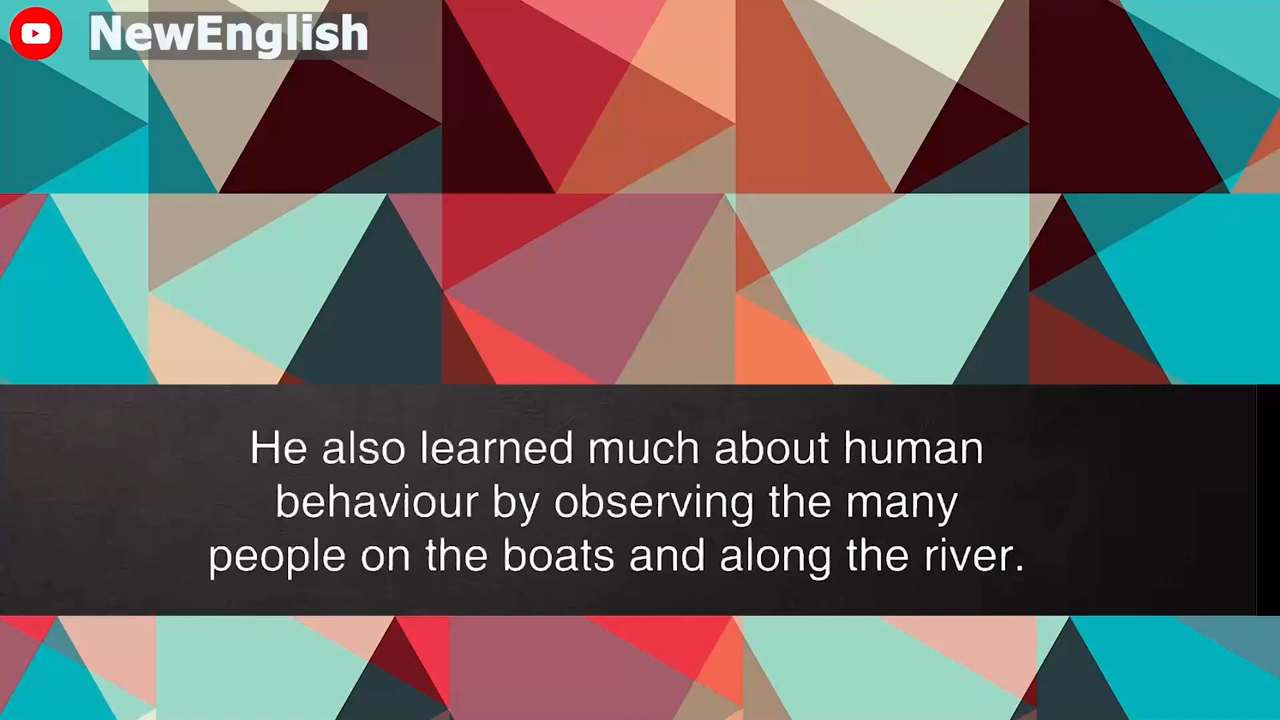 NewEnglish
He also learned much about human
behaviour by observing the many
people on the boats and along the river.